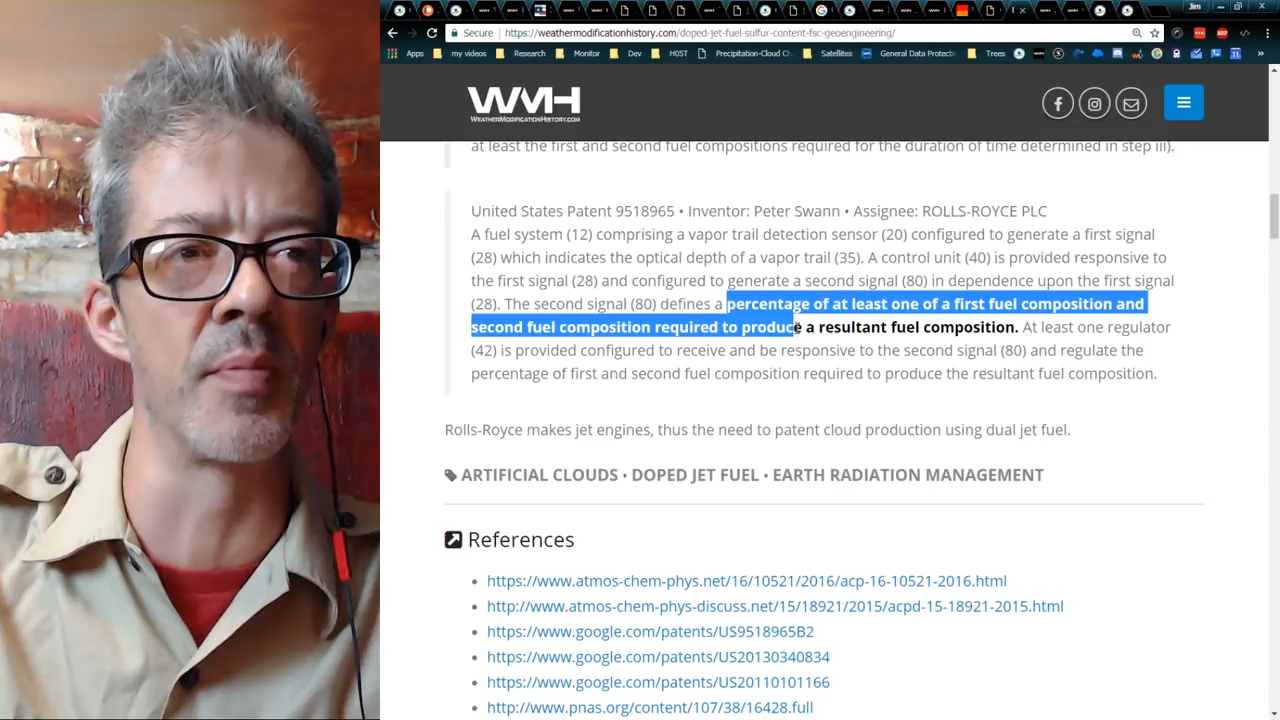 Jim
Secure
https://weathermodificationhistory.com/doped-jet-fuel-sulfur-content-fsc-geoengineering/
Apps my videos Research Monitor Dev H05T Precipitation-Cloud Ch Satellites General Data Protecti Trees »
WMH
WEATHERMODIFICATIONHISTORY.COM
at least the first and second fuel compositions required for the duration of time determined in step iii).
United States Patent 9518965 • Inventor: Peter Swann • Assignee: ROLLS-ROYCE PLC
A fuel system (12) comprising a vapor trail detection sensor (20) configured to generate a first signal
(28) which indicates the optical depth of a vapor trail (35). A control unit (40) is provided responsive to
the first signal (28) and configured to generate a second signal (80) in dependence upon the first signal
(28). The second signal (80) defines a percentage of at least one of a first fuel composition and
second fuel composition required to produce a resultant fuel composition. At least one regulator
(42) is provided configured to receive and be responsive to the second signal (80) and regulate the
percentage of first and second fuel composition required to produce the resultant fuel composition.
Rolls-Royce makes jet engines, thus the need to patent cloud production using dual jet fuel.
ARTIFICIAL CLOUDS • DOPED JET FUEL • EARTH RADIATION MANAGEMENT
References
• https://www.atmos-chem-phys.net/16/10521/2016/acp-16-10521-2016.html
• http://www.atmos-chem-phys-discuss.net/15/18921/2015/acpd-15-18921-2015.html
• https://www.google.com/patents/US9518965B2
• https://www.google.com/patents/US20130340834
• https://www.google.com/patents/US20110101166
• http://www.pnas.org/content/107/38/16428.full